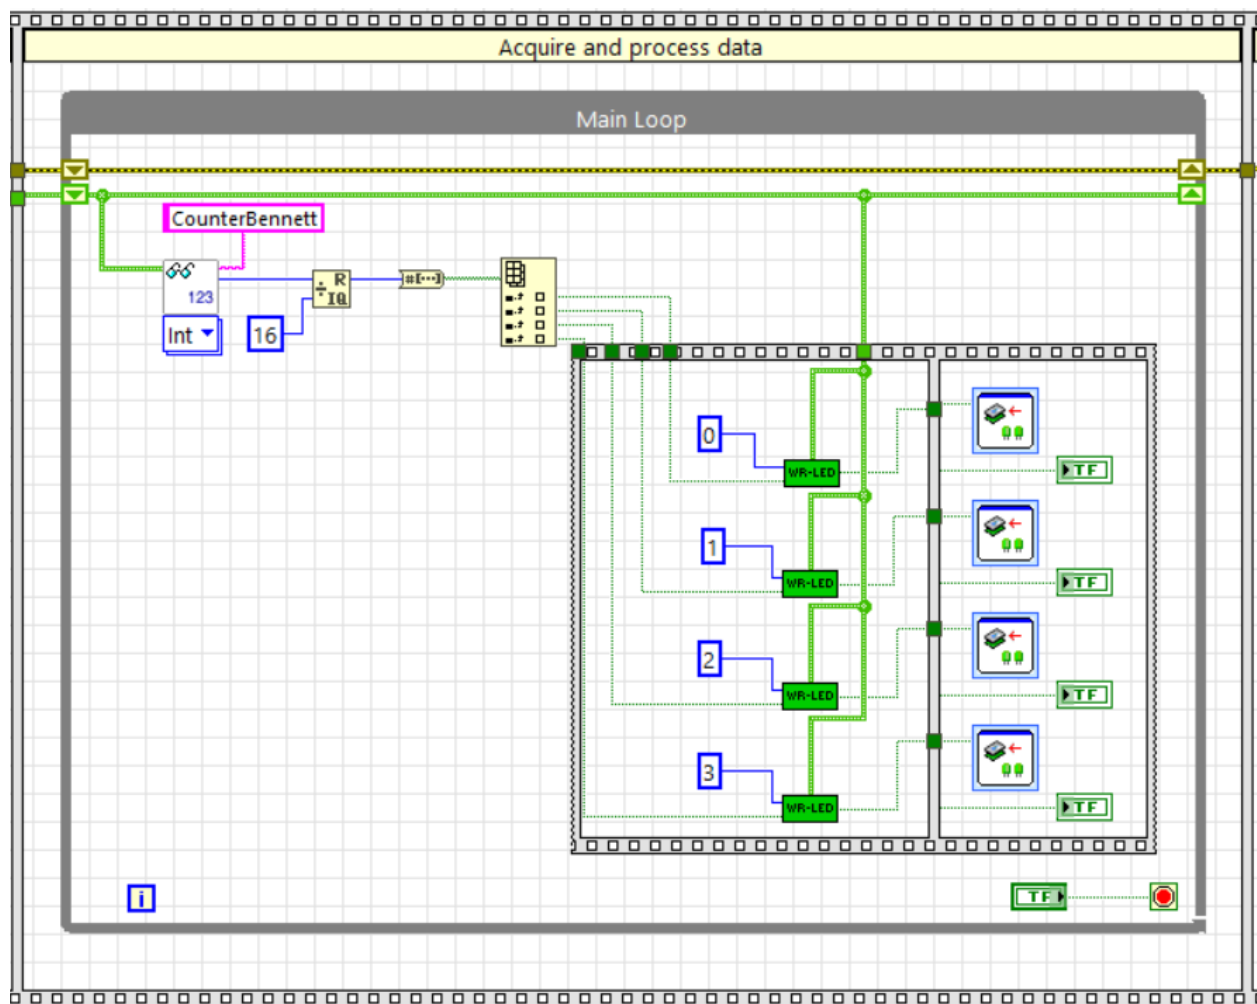 Acquire and process data
Main Loop
CounterBennett
123
R
IQ
#[...]
Int
16
0
WR-LED
TF
1
WR-LED
TF
2
WR-LED
TF
3
WR-LED
TF
i
TF